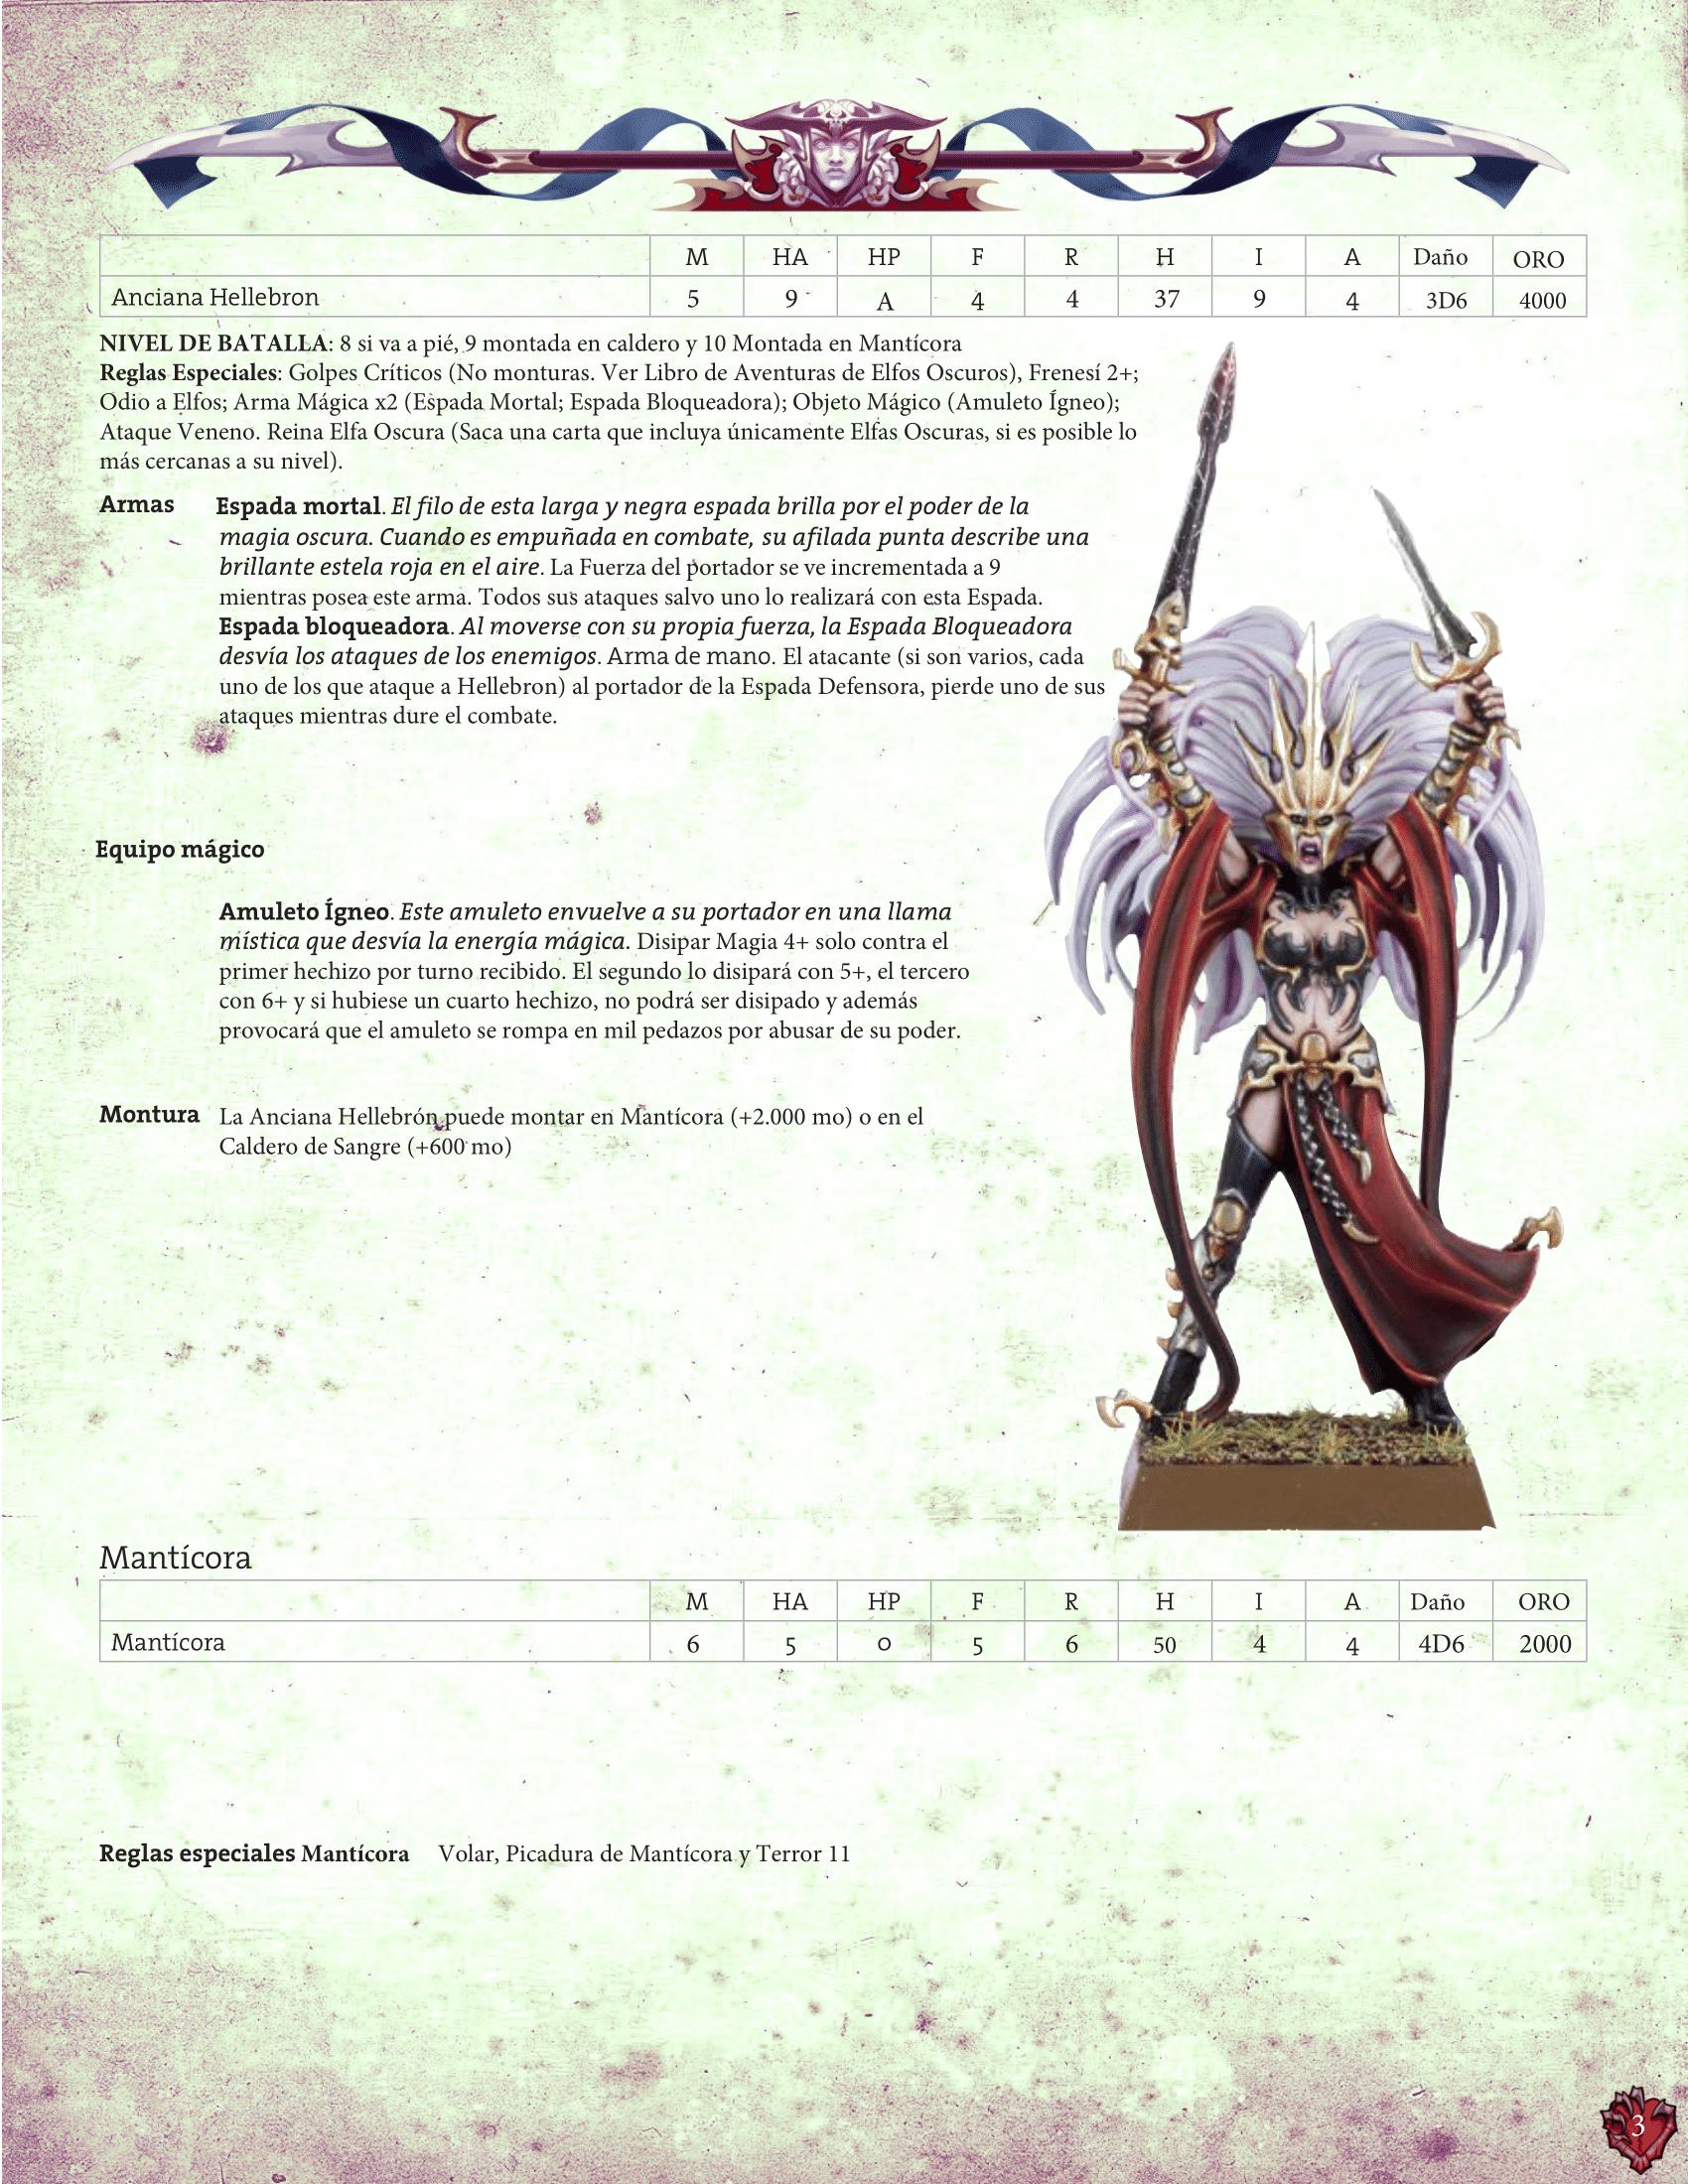 M HA HP F R H I A Daño ORO
Anciana Hellebron 5 9 A 4 4 37 9 4 3D6 4000
NIVEL DE BATALLA: 8 si va a pié, 9 montada en caldero y 10 Montada en Mantícora
Reglas Especiales: Golpes Críticos (No monturas. Ver Libro de Aventuras de Elfos Oscuros), Frenesí 2+;
Odio a Elfos; Arma Mágica x2 (Espada Mortal; Espada Bloqueadora); Objeto Mágico (Amuleto Ígneo);
Ataque Veneno. Reina Elfa Oscura (Saca una carta que incluya únicamente Elfas Oscuras, si es posible lo
más cercanas a su nivel).
Armas Espada mortal. El filo de esta larga y negra espada brilla por el poder de la
magia oscura. Cuando es empuñada en combate, su afilada punta describe una
brillante estela roja en el aire. La Fuerza del portador se ve incrementada a 9
mientras posea este arma. Todos sus ataques salvo uno lo realizará con esta Espada.
Espada bloqueadora. Al moverse con su propia fuerza, la Espada Bloqueadora
desvía los ataques de los enemigos. Arma de mano. El atacante (si son varios, cada
uno de los que ataque a Hellebron) al portador de la Espada Defensora, pierde uno de sus
ataques mientras dure el combate.
Equipo mágico
Amuleto Ígneo. Este amuleto envuelve a su portador en una llama
mística que desvía la energía mágica. Disipar Magia 4+ solo contra el
primer hechizo por turno recibido. El segundo lo disipará con 5+, el tercero
con 6+ y si hubiese un cuarto hechizo, no podrá ser disipado y además
provocará que el amuleto se rompa en mil pedazos por abusar de su poder.
Montura La Anciana Hellebrón puede montar en Mantícora (+2.000 mo) o en el
Caldero de Sangre (+600 mo)
Mantícora
M HA HP F R H I A Daño ORO
Mantícora 6 5 0 5 6 50 4 4 4D6 2000
Reglas especiales Mantícora Volar, Picadura de Mantícora y Terror 11
3